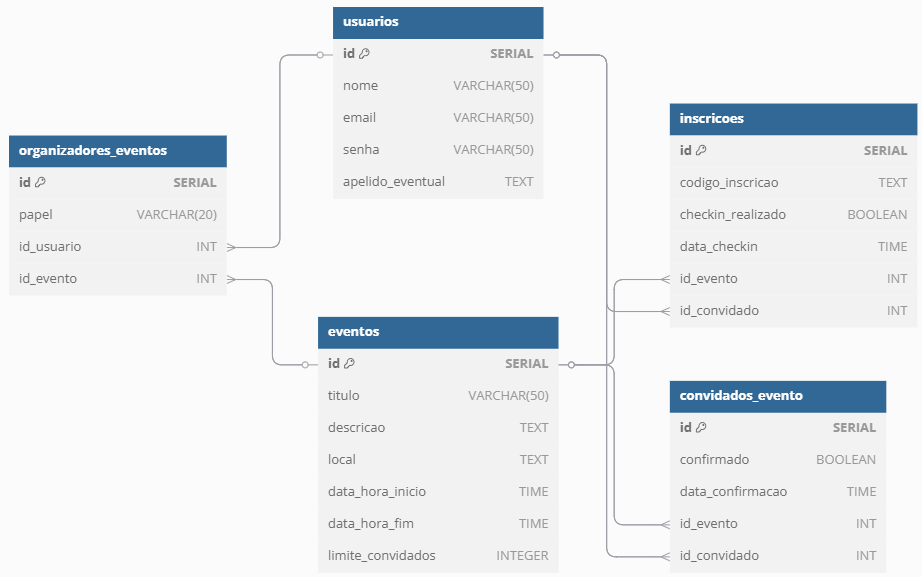 usuarios
id SERIAL
nome VARCHAR(50)
email VARCHAR(50)
senha VARCHAR(50)
apelido_eventual TEXT
organizadores_eventos
id SERIAL
papel VARCHAR(20)
id_usuario INT
id_evento INT
eventos
id SERIAL
titulo VARCHAR(50)
descricao TEXT
local TEXT
data_hora_inicio TIME
data_hora_fim TIME
limite_convidados INTEGER
inscricoes
id SERIAL
codigo_inscricao TEXT
checkin_realizado BOOLEAN
data_checkin TIME
id_evento INT
id_convidado INT
convidados_evento
id SERIAL
confirmado BOOLEAN
data_confirmacao TIME
id_evento INT
id_convidado INT